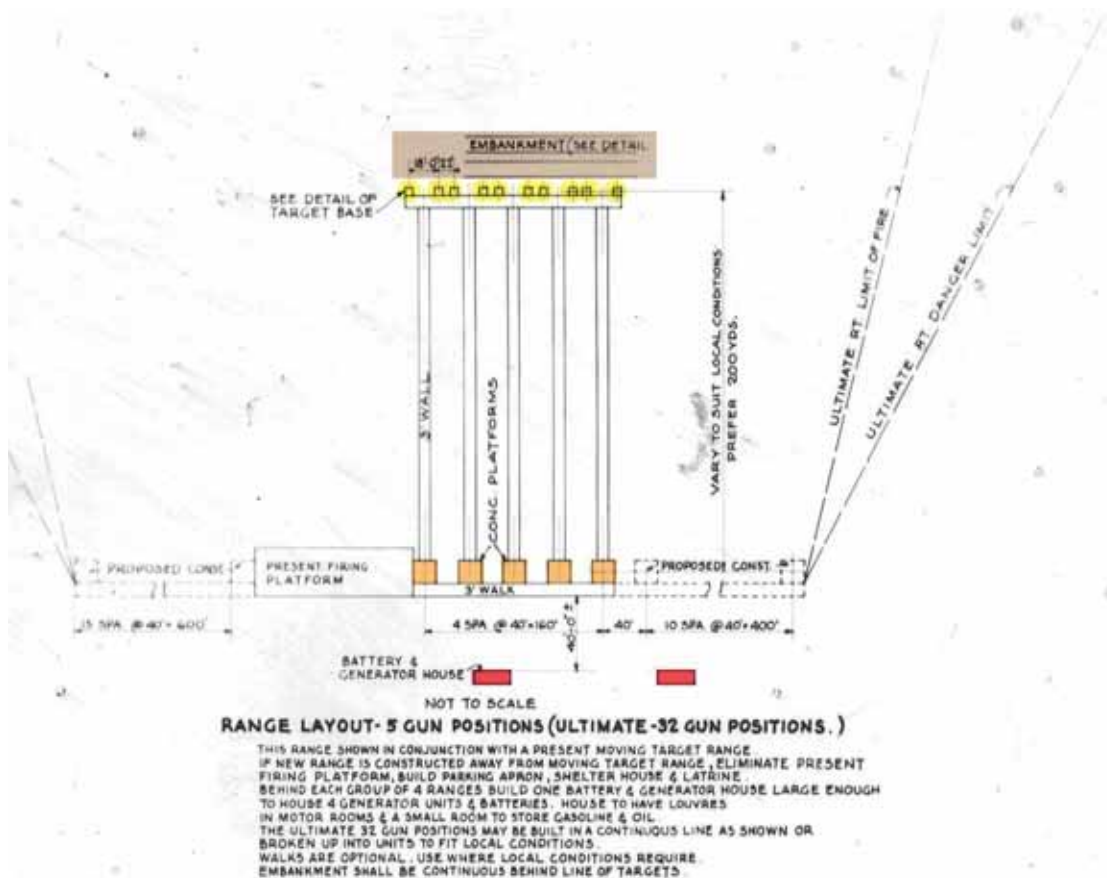 EMBANKMENT (SEE DETAIL
18'
SEE DETAIL OF
TARGET BASE
3' WALL
CONC. PLATFORMS
VARY TO SUIT LOCAL CONDITIONS
PREFER 200 YDS.
ULTIMATE RT LIMIT OF FIRE
ULTIMATE RT DANGER LIMIT
PROPOSED CONST
PRESENT FIRING
PLATFORM
PROPOSED CONST.
3' WALK
15 SPA @ 40'= 600'
4 SPA. @ 40'=160'
40'
10 SPA @ 40'= 400'
40'-0" ±
BATTERY &
GENERATOR HOUSE
NOT TO SCALE
RANGE LAYOUT- 5 GUN POSITIONS (ULTIMATE -32 GUN POSITIONS.)
THIS RANGE SHOWN IN CONJUNCTION WITH A PRESENT MOVING TARGET RANGE
IF NEW RANGE IS CONSTRUCTED AWAY FROM MOVING TARGET RANGE, ELIMINATE PRESENT
FIRING PLATFORM, BUILD PARKING APRON, SHELTER HOUSE & LATRINE.
BEHIND EACH GROUP OF 4 RANGES BUILD ONE BATTERY & GENERATOR HOUSE LARGE ENOUGH
TO HOUSE 4 GENERATOR UNITS & BATTERIES. HOUSE TO HAVE LOUVRES
IN MOTOR ROOMS & A SMALL ROOM TO STORE GASOLINE & OIL.
THE ULTIMATE 32 GUN POSITIONS MAY BE BUILT IN A CONTINUOUS LINE AS SHOWN OR
BROKEN UP INTO UNITS TO FIT LOCAL CONDITIONS.
WALKS ARE OPTIONAL. USE WHERE LOCAL CONDITIONS REQUIRE.
EMBANKMENT SHALL BE CONTINUOUS BEHIND LINE OF TARGETS.